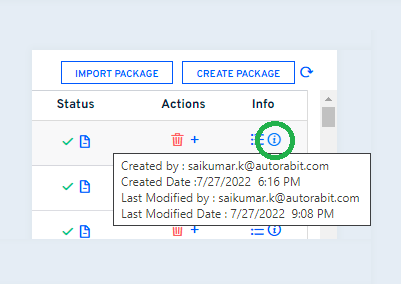 IMPORT PACKAGE CREATE PACKAGE
Status Actions Info
Created by : saikumar.k@autorabit.com
Created Date :7/27/2022 6:16 PM
Last Modified by : saikumar.k@autorabit.com
Last Modified Date : 7/27/2022 9:08 PM